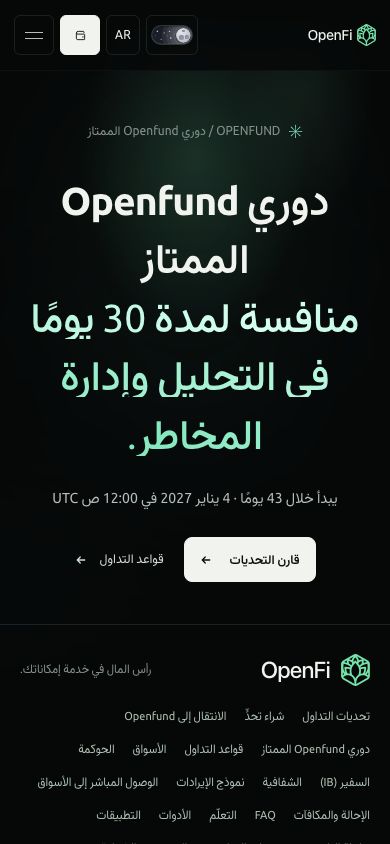 OpenFi
AR
OPENFUND / دوري Openfund الممتاز
دوري Openfund
الممتاز
منافسة لمدة 30 يومًا
في التحليل وإدارة
المخاطر.
يبدأ خلال 43 يومًا · 4 يناير 2027 في 12:00 ص UTC
قارن التحديات ←
قواعد التداول ←
OpenFi
رأس المال في خدمة إمكاناتك.
تحديات التداول شراء تحدٍّ الانتقال إلى Openfund
دوري Openfund الممتاز قواعد التداول الأسواق الحوكمة
السفير (IB) الشفافية نموذج الإيرادات الوصول المباشر إلى الأسواق
الإحالة والمكافآت FAQ التعلّم الأدوات التطبيقات